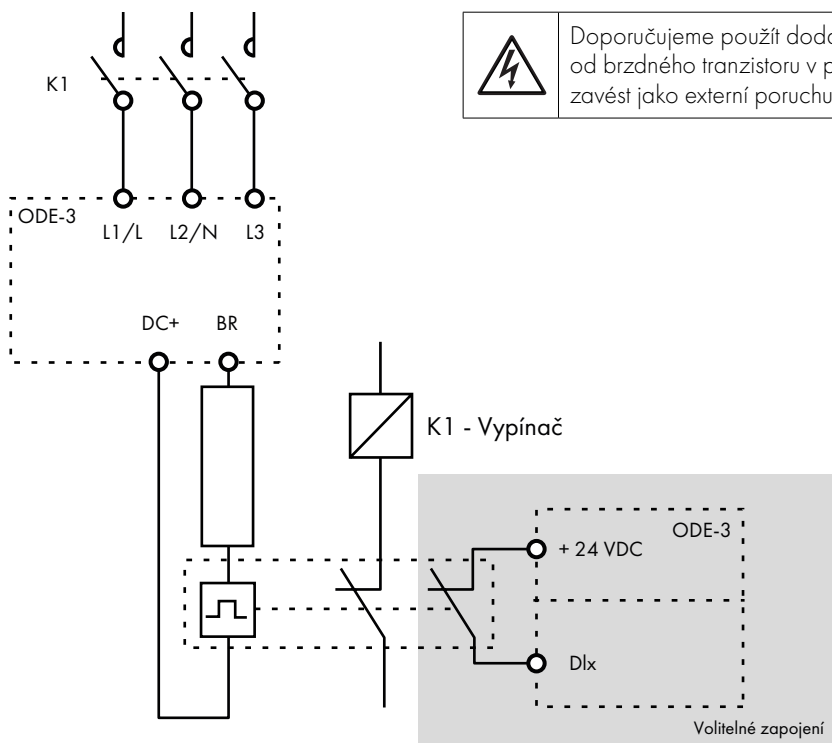 Doporučujeme použít
od brzdného tranzistoru v
zavést jako externí poruchu
K1
ODE-3
L1/L L2/N L3
DC+ BR
K1 - Vypínač
ODE-3
+ 24 VDC
DIx
Volitelné zapojení